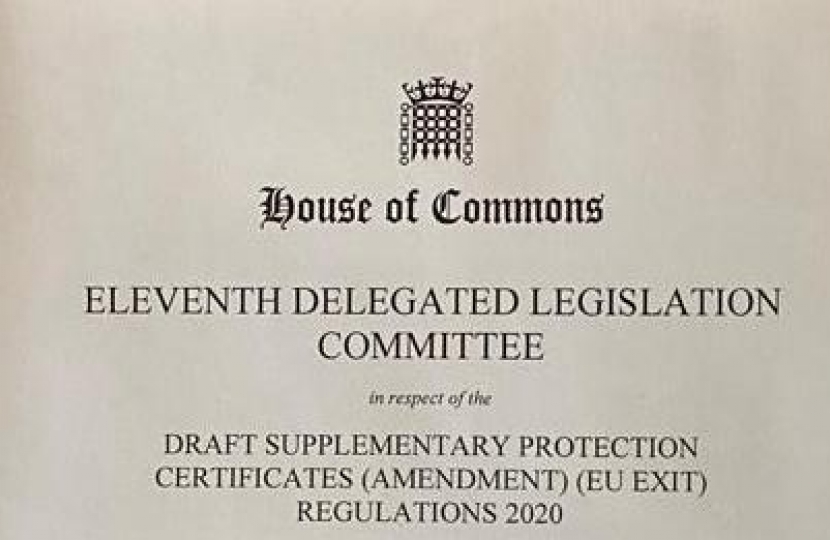 House of Commons
ELEVENTH DELEGATED LEGISLATION
COMMITTEE
in respect of the
DRAFT SUPPLEMENTARY PROTECTION
CERTIFICATES (AMENDMENT) (EU EXIT)
REGULATIONS 2020